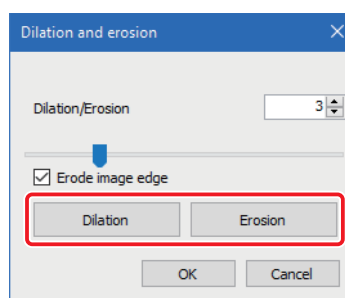 Dilation and erosion
Dilation/Erosion 3
Erode image edge
Dilation Erosion
OK Cancel